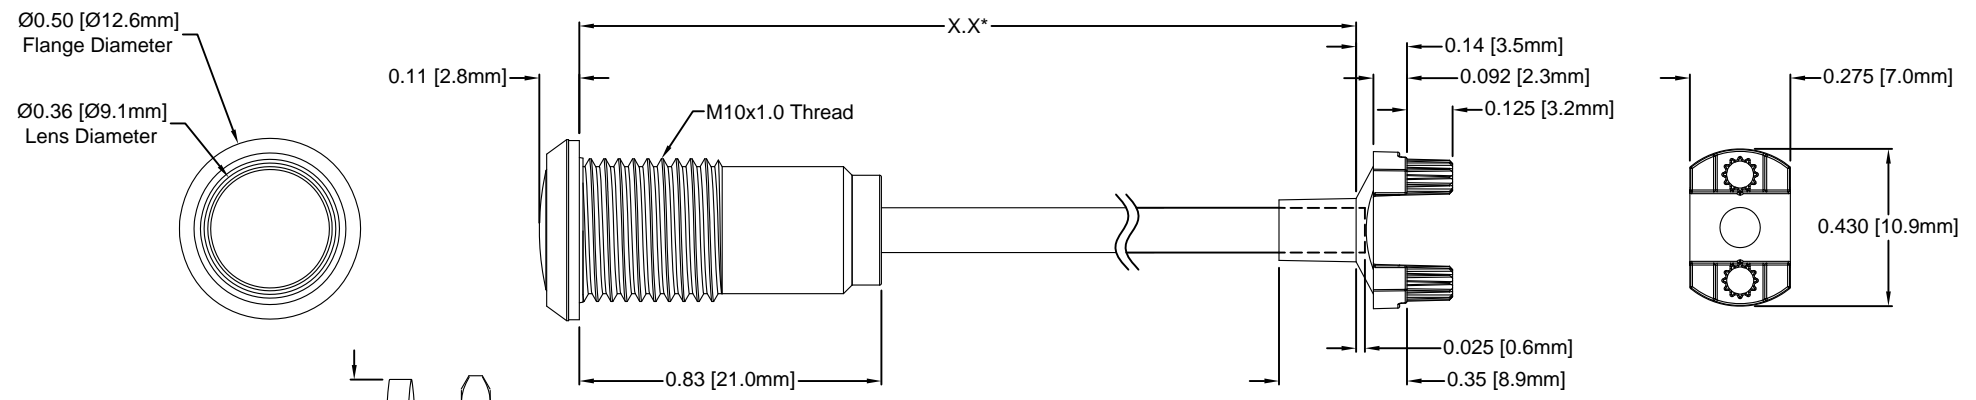 Ø0.50 [Ø12.6mm]
Flange Diameter
Ø0.36 [Ø9.1mm]
Lens Diameter
0.11 [2.8mm]
X.X*
M10x1.0 Thread
0.14 [3.5mm]
0.092 [2.3mm]
0.125 [3.2mm]
0.275 [7.0mm]
0.430 [10.9mm]
0.025 [0.6mm]
0.83 [21.0mm]
0.35 [8.9mm]